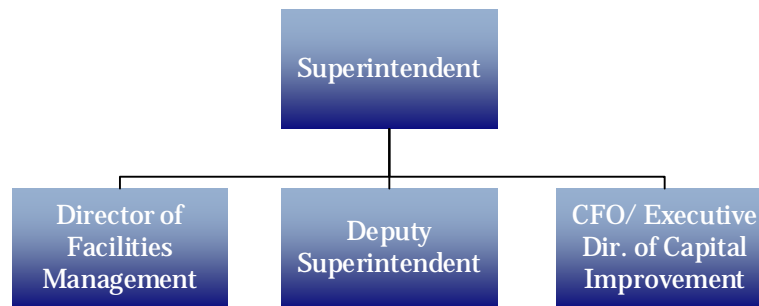 Superintendent
Director of
Facilities
Management
Deputy
Superintendent
CFO/ Executive
Dir. of Capital
Improvement